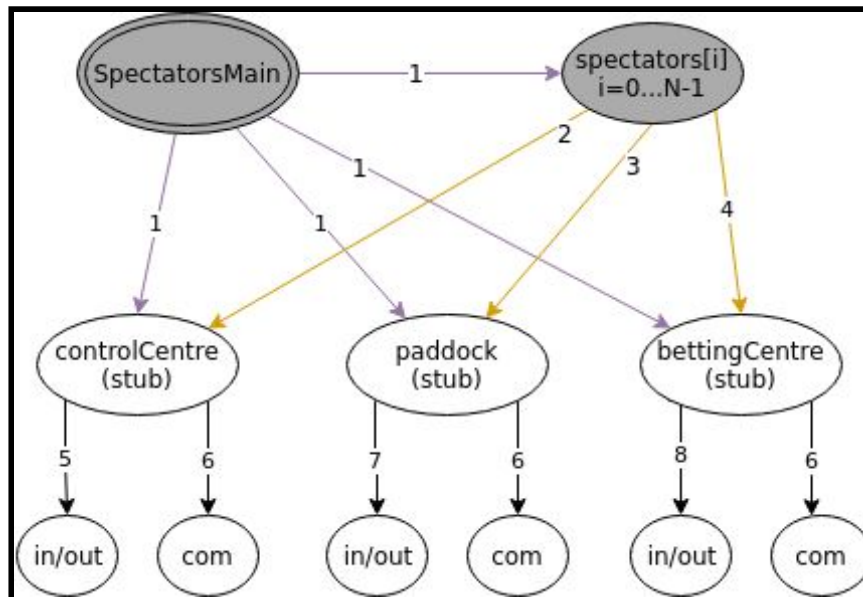 SpectatorsMain
1
spectators[i]
i=0...N-1
2
1
3
1
1
4
controlCentre
(stub)
paddock
(stub)
bettingCentre
(stub)
5
6
7
6
8
6
in/out
com
in/out
com
in/out
com